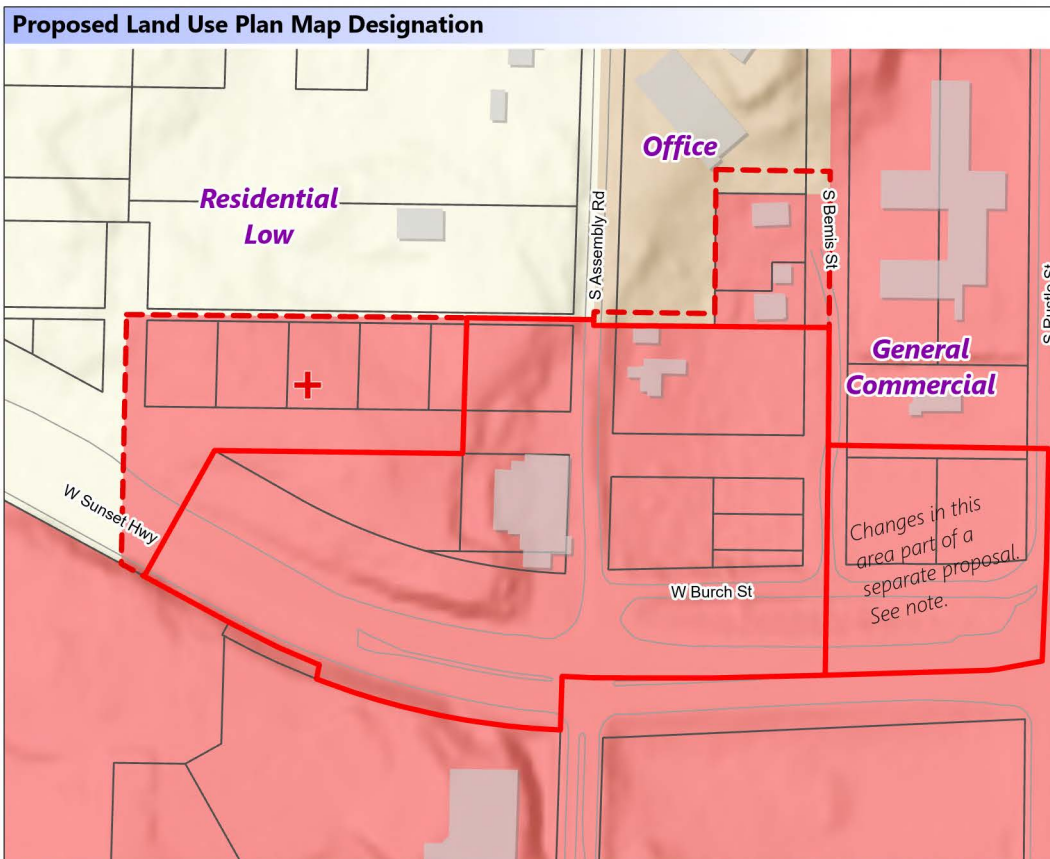 Proposed Land Use Plan Map Designation
Office
Residential
Low
S Assembly Rd
S Bemis St
S Rustle St
General
Commercial
W Sunset Hwy
Changes in this
area part of a
separate proposal.
See note.
W Burch St